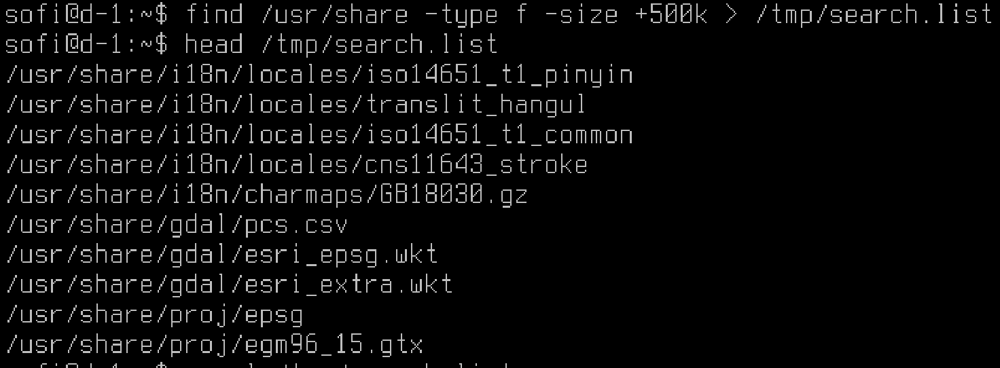 sofi@d-1:~$ find /usr/share -type f -size +500k > /tmp/search.list
sofi@d-1:~$ head /tmp/search.list
/usr/share/i18n/locales/iso14651_t1_pinyin
/usr/share/i18n/locales/translit_hangul
/usr/share/i18n/locales/iso14651_t1_common
/usr/share/i18n/locales/cns11643_stroke
/usr/share/i18n/charmaps/GB18030.gz
/usr/share/gdal/pcs.csv
/usr/share/gdal/esri_epsg.wkt
/usr/share/gdal/esri_extra.wkt
/usr/share/proj/epsg
/usr/share/proj/egm96_15.gtx
sofi@d-1:~$